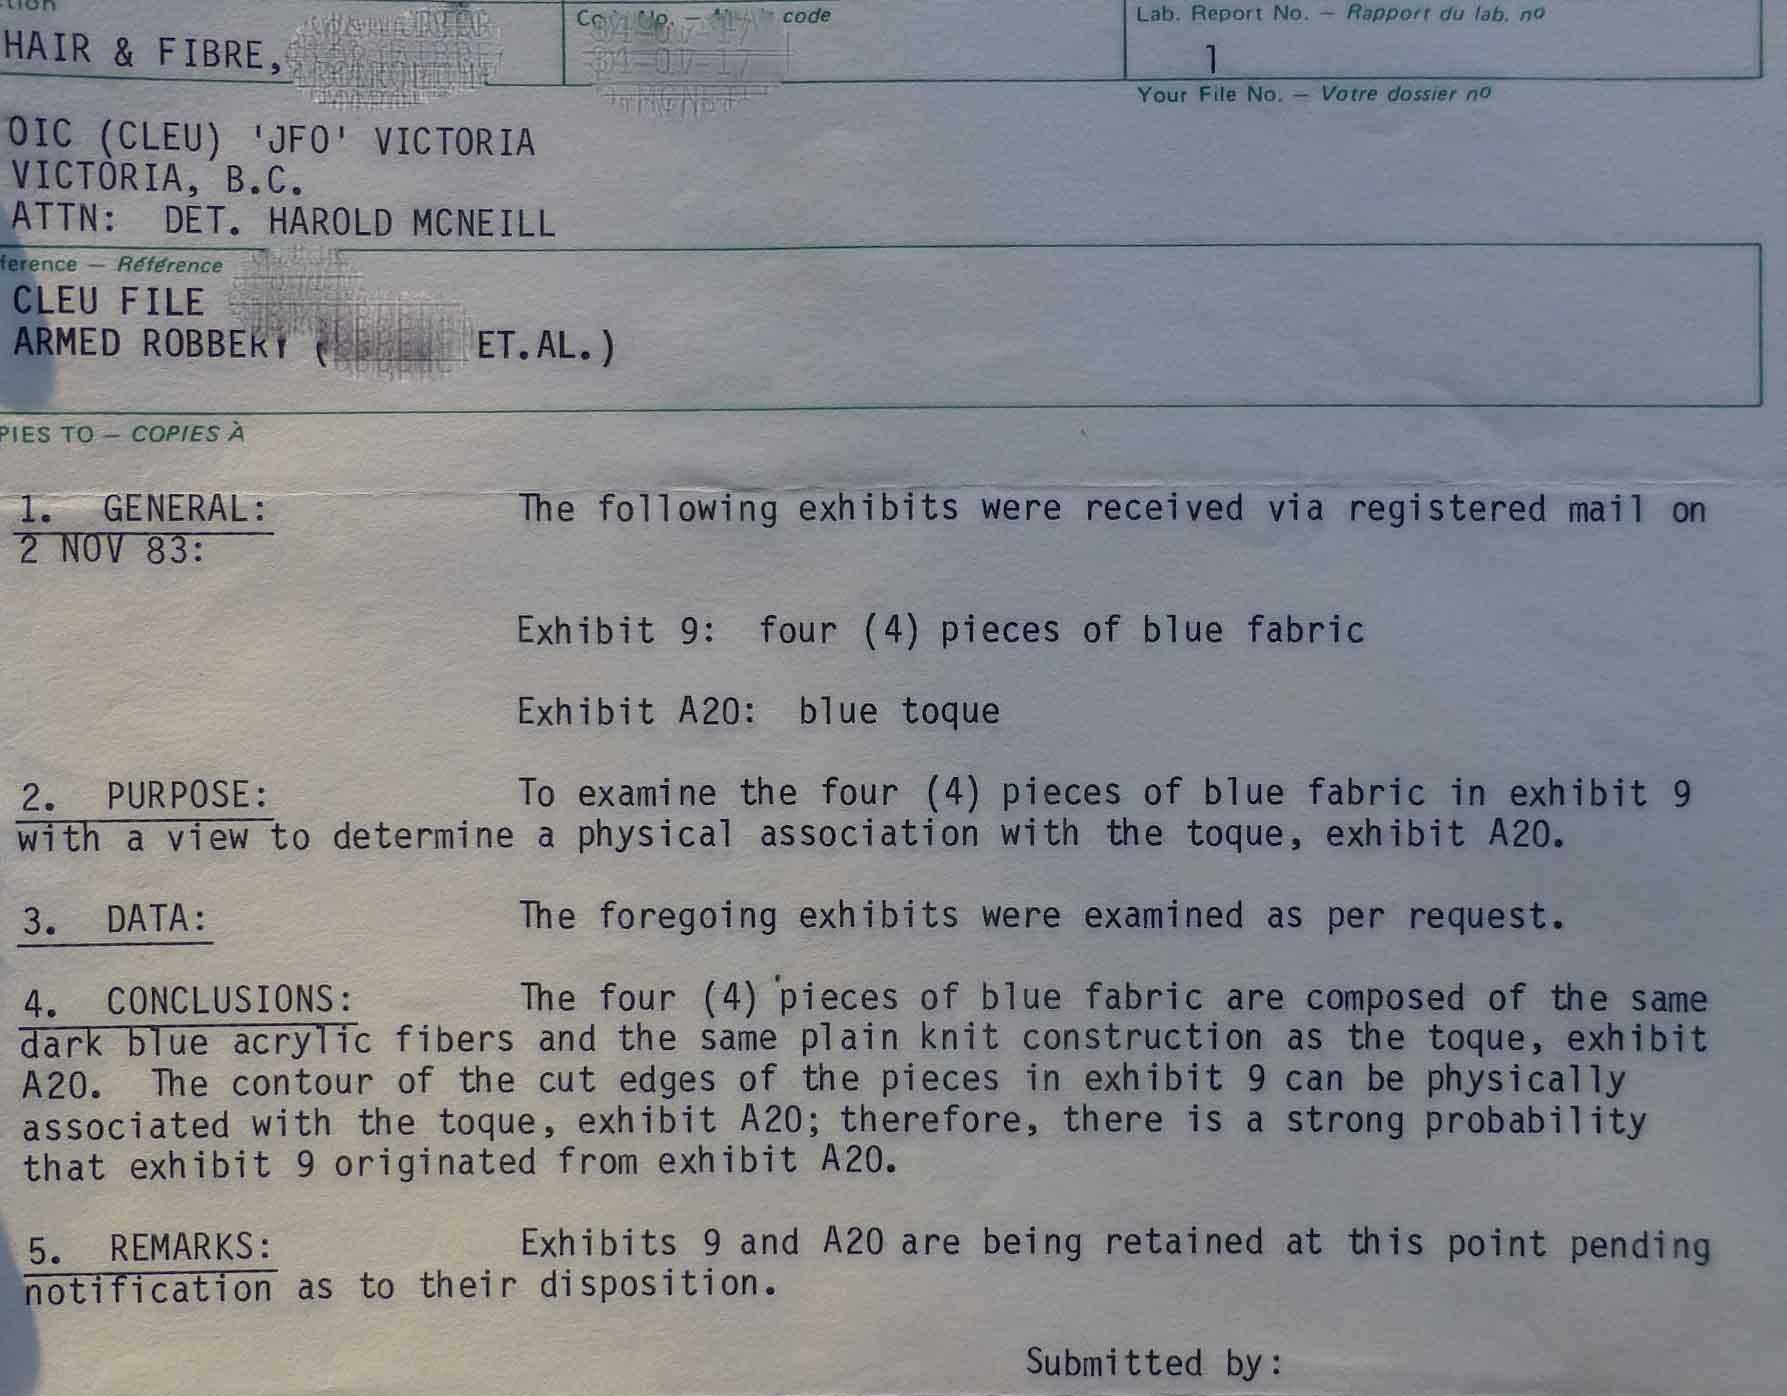 HAIR & FIBRE,
code
Lab. Report No. — Rapport du lab. no
1
Your File No. — Votre dossier no
OIC (CLEU) 'JFO' VICTORIA
VICTORIA, B.C.
ATTN: DET. HAROLD MCNEILL
ference — Référence
CLEU FILE
ARMED ROBBERY ( ET.AL.)
PIES TO — COPIES À
1. GENERAL: The following exhibits were received via registered mail on
2 NOV 83:
Exhibit 9: four (4) pieces of blue fabric
Exhibit A20: blue toque
2. PURPOSE: To examine the four (4) pieces of blue fabric in exhibit 9
with a view to determine a physical association with the toque, exhibit A20.
3. DATA: The foregoing exhibits were examined as per request.
4. CONCLUSIONS: The four (4) pieces of blue fabric are composed of the same
dark blue acrylic fibers and the same plain knit construction as the toque, exhibit
A20. The contour of the cut edges of the pieces in exhibit 9 can be physically
associated with the toque, exhibit A20; therefore, there is a strong probability
that exhibit 9 originated from exhibit A20.
5. REMARKS: Exhibits 9 and A20 are being retained at this point pending
notification as to their disposition.
Submitted by: